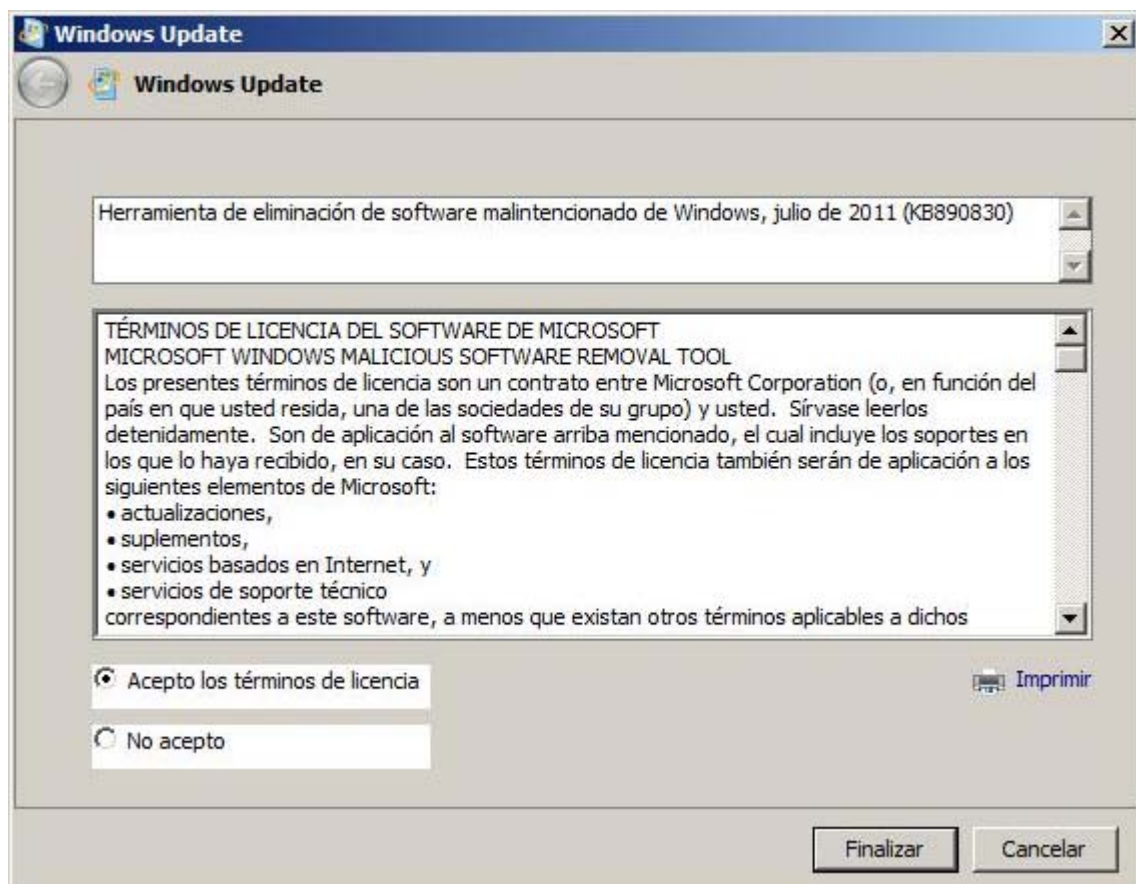 Windows Update
Windows Update
Herramienta de eliminación de software malintencionado de Windows, julio de 2011 (KB890830)
TÉRMINOS DE LICENCIA DEL SOFTWARE DE MICROSOFT
MICROSOFT WINDOWS MALICIOUS SOFTWARE REMOVAL TOOL
Los presentes términos de licencia son un contrato entre Microsoft Corporation (o, en función del
país en que usted resida, una de las sociedades de su grupo) y usted.  Sírvase leerlos
detenidamente.  Son de aplicación al software arriba mencionado, el cual incluye los soportes en
los que lo haya recibido, en su caso.  Estos términos de licencia también serán de aplicación a los
siguientes elementos de Microsoft:
• actualizaciones,
• suplementos,
• servicios basados en Internet, y
• servicios de soporte técnico
correspondientes a este software, a menos que existan otros términos aplicables a dichos
Acepto los términos de licencia
Imprimir
No acepto
Finalizar
Cancelar